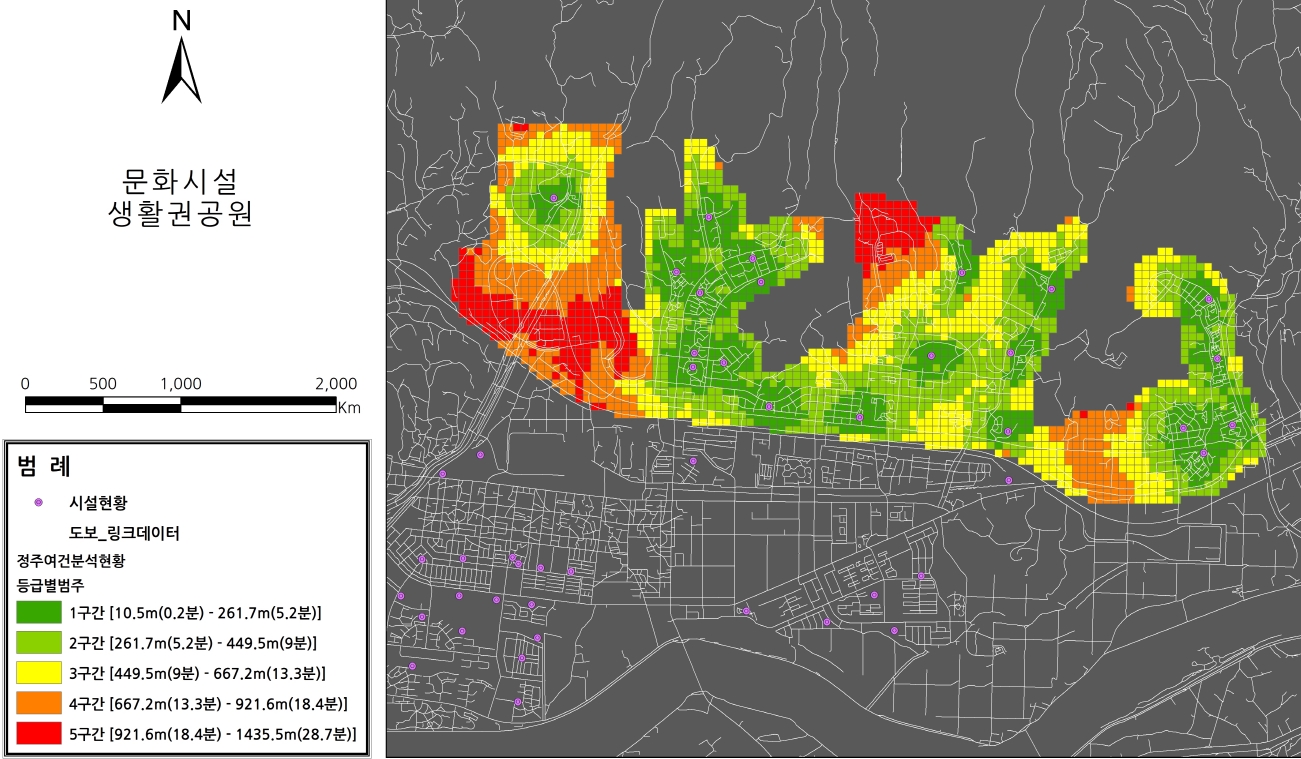 N
문화시설
생활권공원
0 500 1,000 2,000
Km
범 례
시설현황
도보_링크데이터
정주여건분석현황
등급별범주
1구간 [10.5m(0.2분) - 261.7m(5.2분)]
2구간 [261.7m(5.2분) - 449.5m(9분)]
3구간 [449.5m(9분) - 667.2m(13.3분)]
4구간 [667.2m(13.3분) - 921.6m(18.4분)]
5구간 [921.6m(18.4분) - 1435.5m(28.7분)]